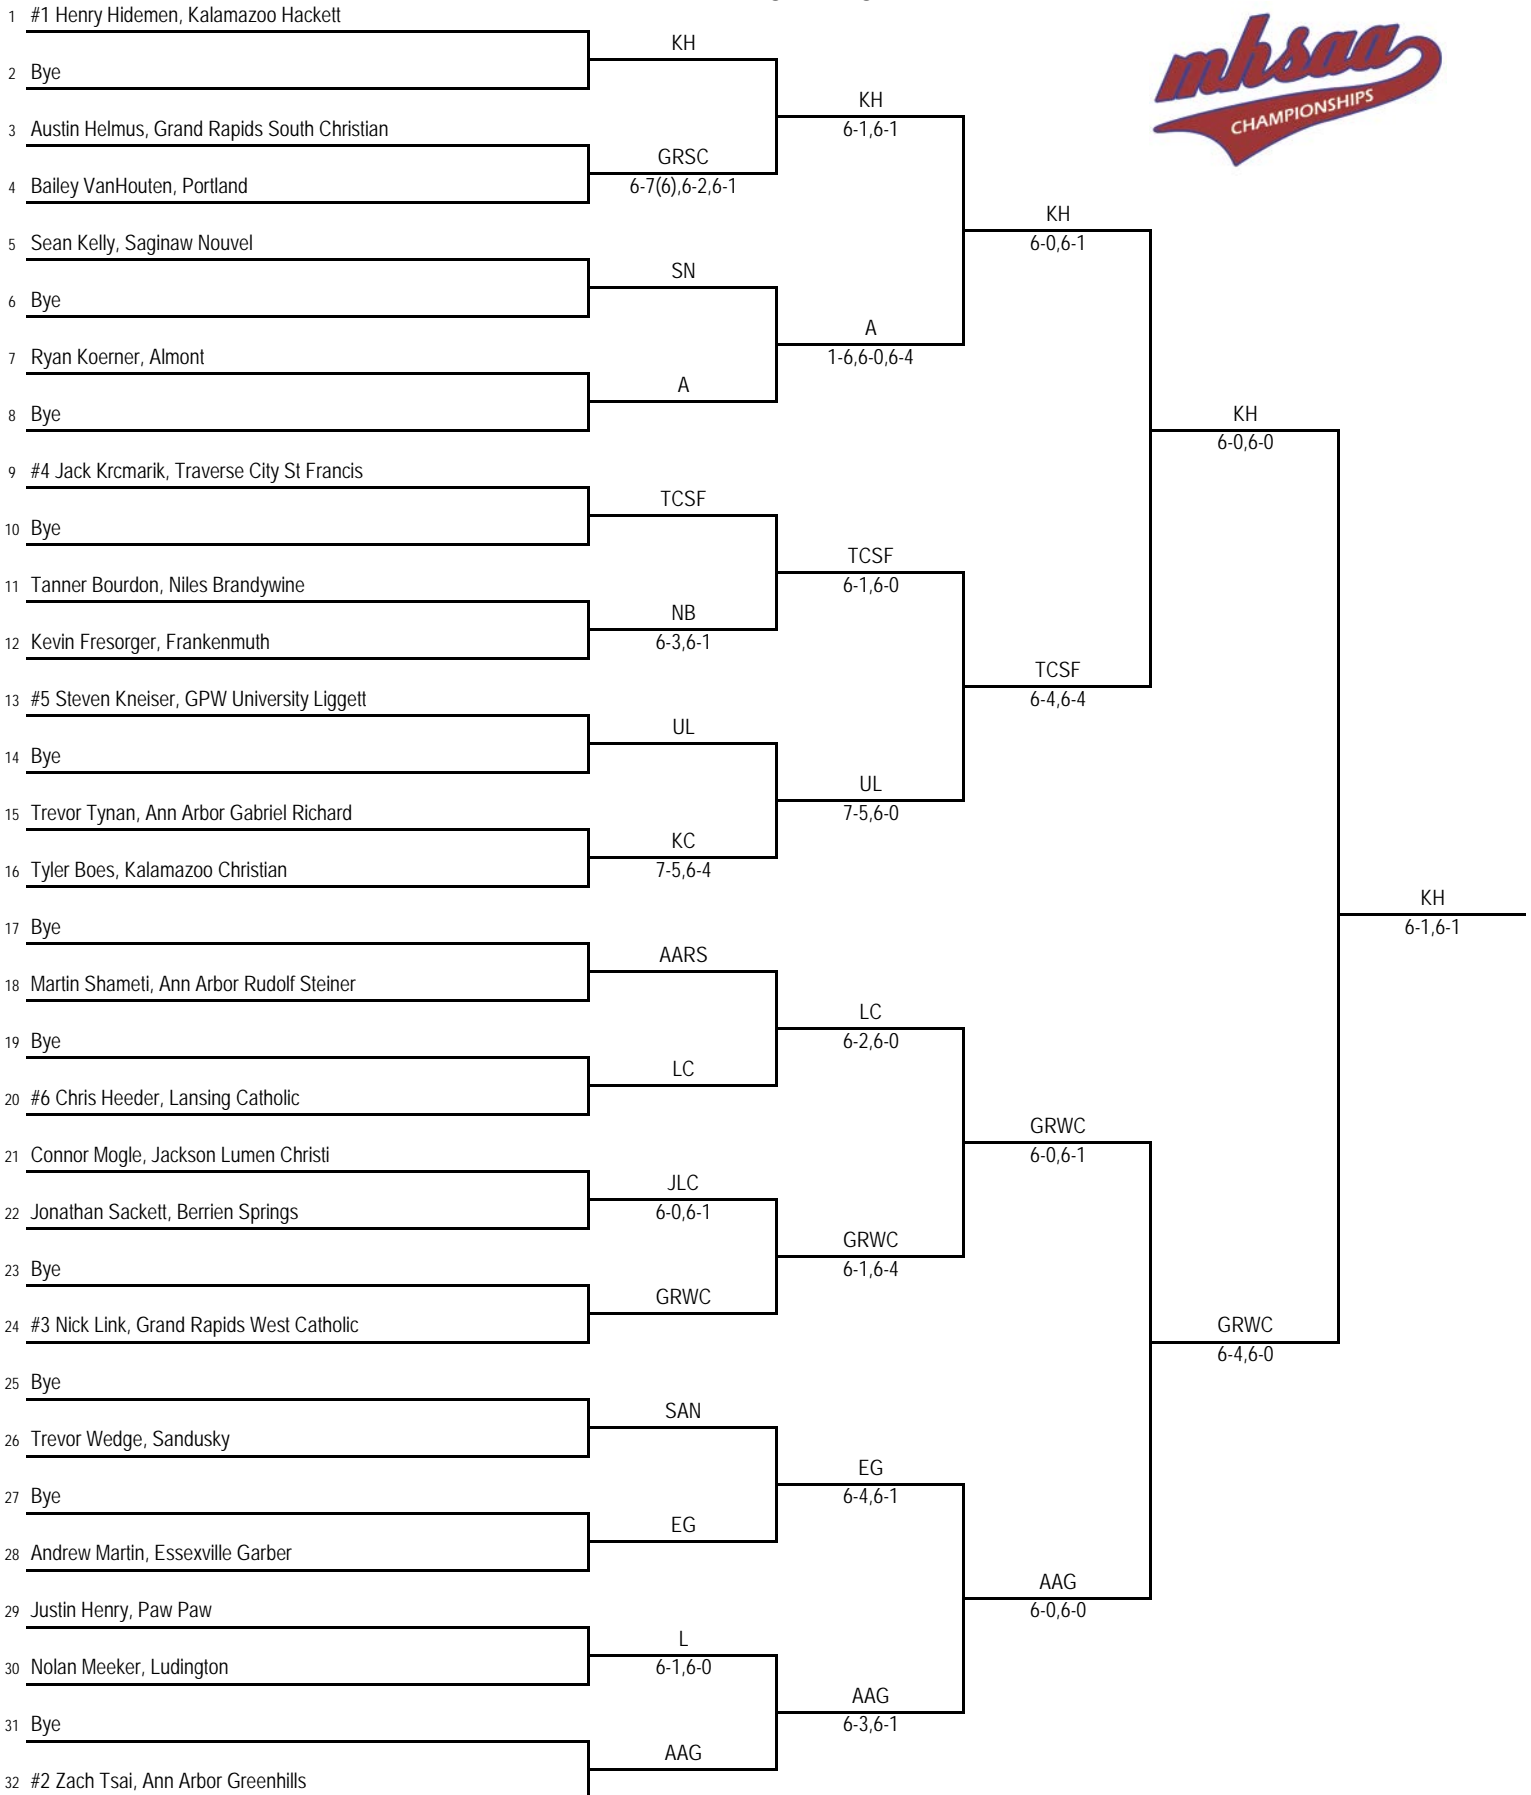 mhsaa
CHAMPIONSHIPS
1 #1 Henry Hidemen, Kalamazoo Hackett
KH
2 Bye
KH
6-1,6-1
3 Austin Helmus, Grand Rapids South Christian
GRSC
6-7(6),6-2,6-1
4 Bailey VanHouten, Portland
KH
6-0,6-1
5 Sean Kelly, Saginaw Nouvel
SN
6 Bye
A
1-6,6-0,6-4
7 Ryan Koerner, Almont
A
8 Bye
KH
6-0,6-0
9 #4 Jack Krcmarik, Traverse City St Francis
TCSF
10 Bye
TCSF
6-1,6-0
11 Tanner Bourdon, Niles Brandywine
NB
6-3,6-1
12 Kevin Fresorger, Frankenmuth
TCSF
6-4,6-4
13 #5 Steven Kneiser, GPW University Liggett
UL
14 Bye
UL
7-5,6-0
15 Trevor Tynan, Ann Arbor Gabriel Richard
KC
7-5,6-4
16 Tyler Boes, Kalamazoo Christian
KH
6-1,6-1
17 Bye
AARS
18 Martin Shameti, Ann Arbor Rudolf Steiner
LC
6-2,6-0
19 Bye
LC
20 #6 Chris Heeder, Lansing Catholic
GRWC
6-0,6-1
21 Connor Mogle, Jackson Lumen Christi
JLC
6-0,6-1
22 Jonathan Sackett, Berrien Springs
GRWC
6-1,6-4
23 Bye
GRWC
24 #3 Nick Link, Grand Rapids West Catholic
GRWC
6-4,6-0
25 Bye
SAN
26 Trevor Wedge, Sandusky
EG
6-4,6-1
27 Bye
EG
28 Andrew Martin, Essexville Garber
AAG
6-0,6-0
29 Justin Henry, Paw Paw
L
6-1,6-0
30 Nolan Meeker, Ludington
AAG
6-3,6-1
31 Bye
AAG
32 #2 Zach Tsai, Ann Arbor Greenhills